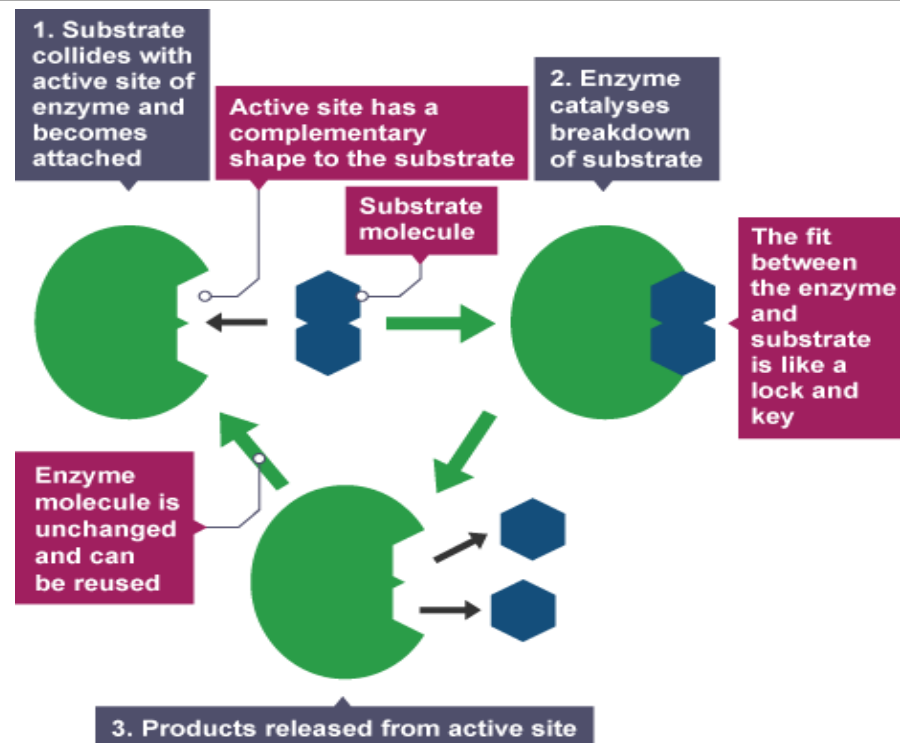 1. Substrate
collides with
active site of
enzyme and
becomes
attached
Active site has a
complementary
shape to the substrate
Substrate
molecule
2. Enzyme
catalyses
breakdown
of substrate
The fit
between
the enzyme
and
substrate
is like a
lock and
key
Enzyme
molecule is
unchanged
and can
be reused
3. Products released from active site